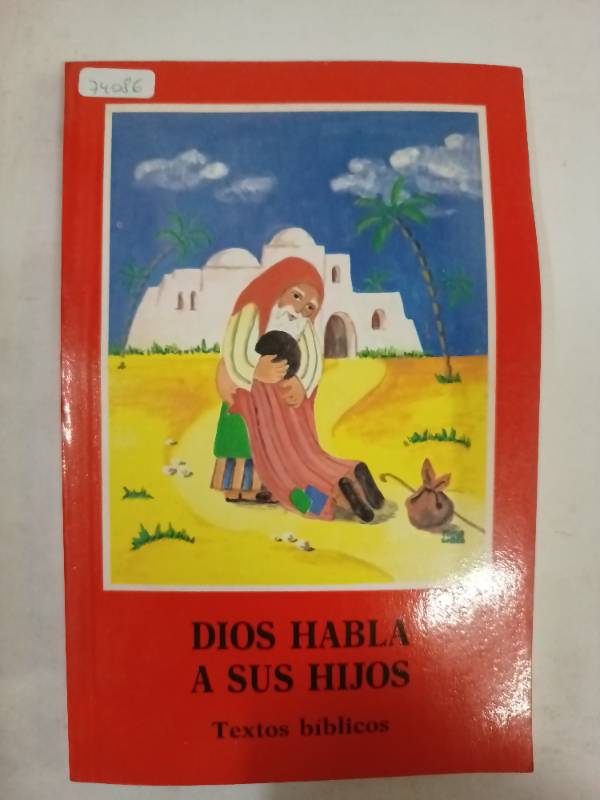 74086
DIOS HABLA
A SUS HIJOS
Textos bíblicos